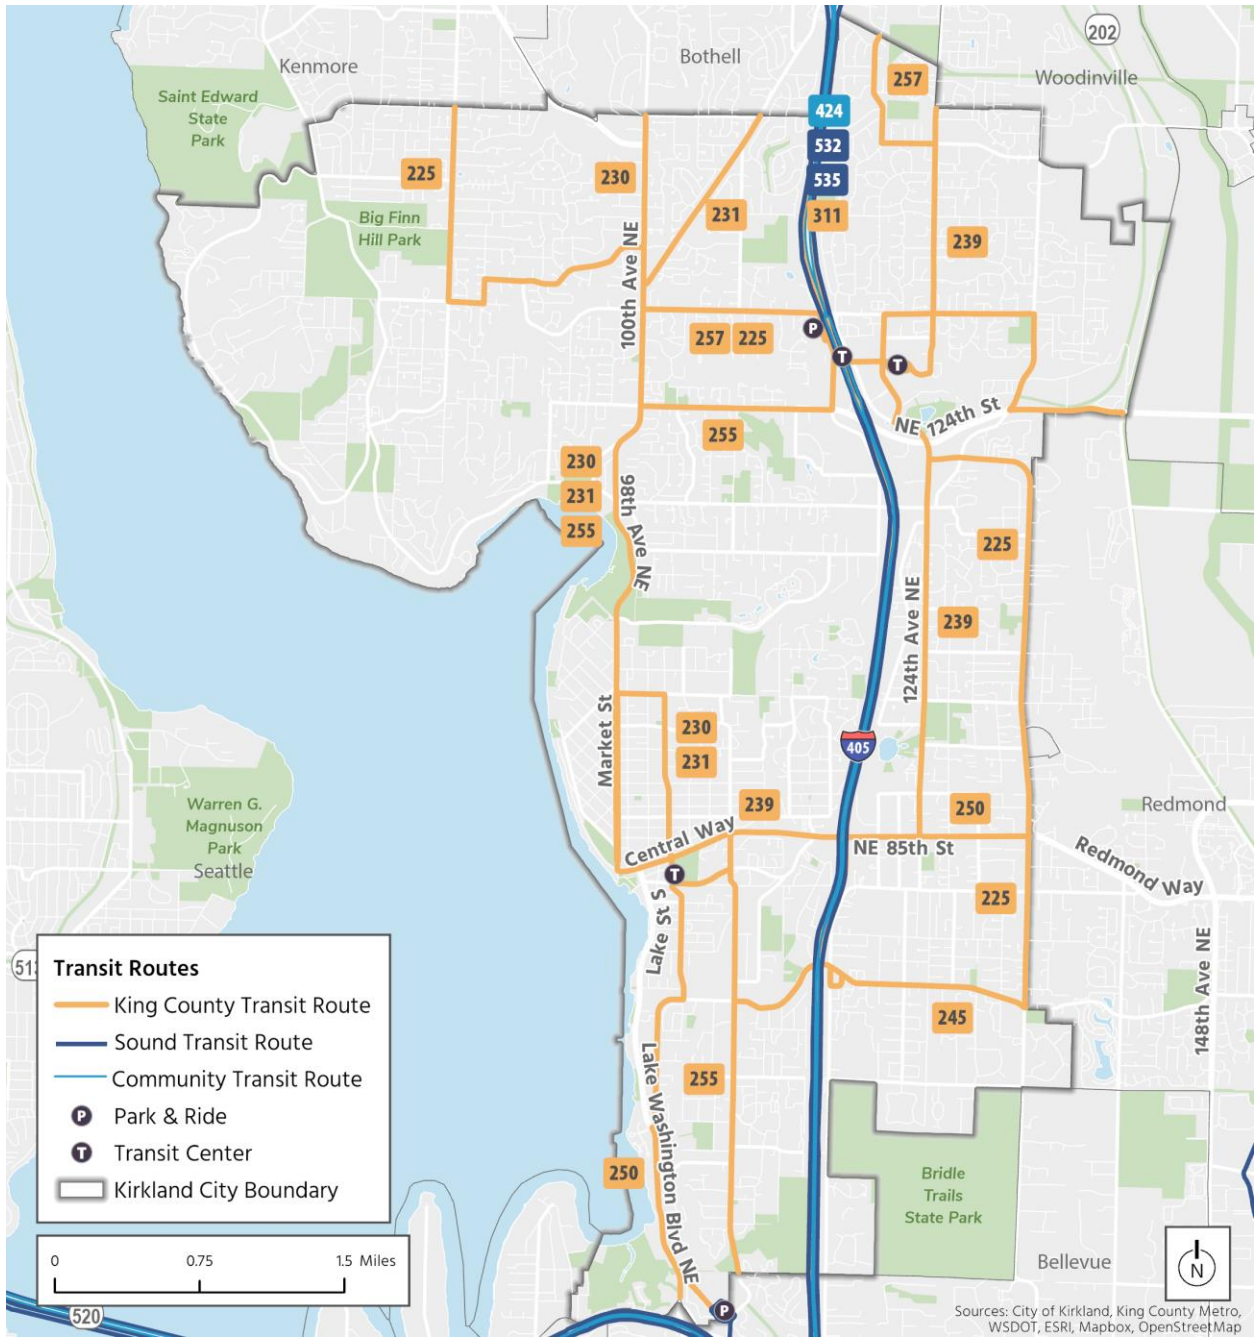 202
Kenmore
Bothell
Woodinville
257
Saint Edward
State
Park
424
532
535
311
225
230
231
239
Big Finn
Hill Park
100th Ave NE
257
225
P
T
T
NE 124th St
255
230
231
255
98th Ave NE
225
239
124th Ave NE
Market St
230
231
405
239
250
Redmond
Central Way
NE 85th St
Redmond Way
Warren G.
Magnuson
Park
Seattle
T
Lake St S
225
148th Ave NE
513
245
Lake Washington Blvd NE
255
250
Bridle
Trails
State Park
Bellevue
P
520
Transit Routes
King County Transit Route
Sound Transit Route
Community Transit Route
P Park & Ride
T Transit Center
Kirkland City Boundary
0 0.75 1.5 Miles
N
Sources: City of Kirkland, King County Metro,
WSDOT, ESRI, Mapbox, OpenStreetMap